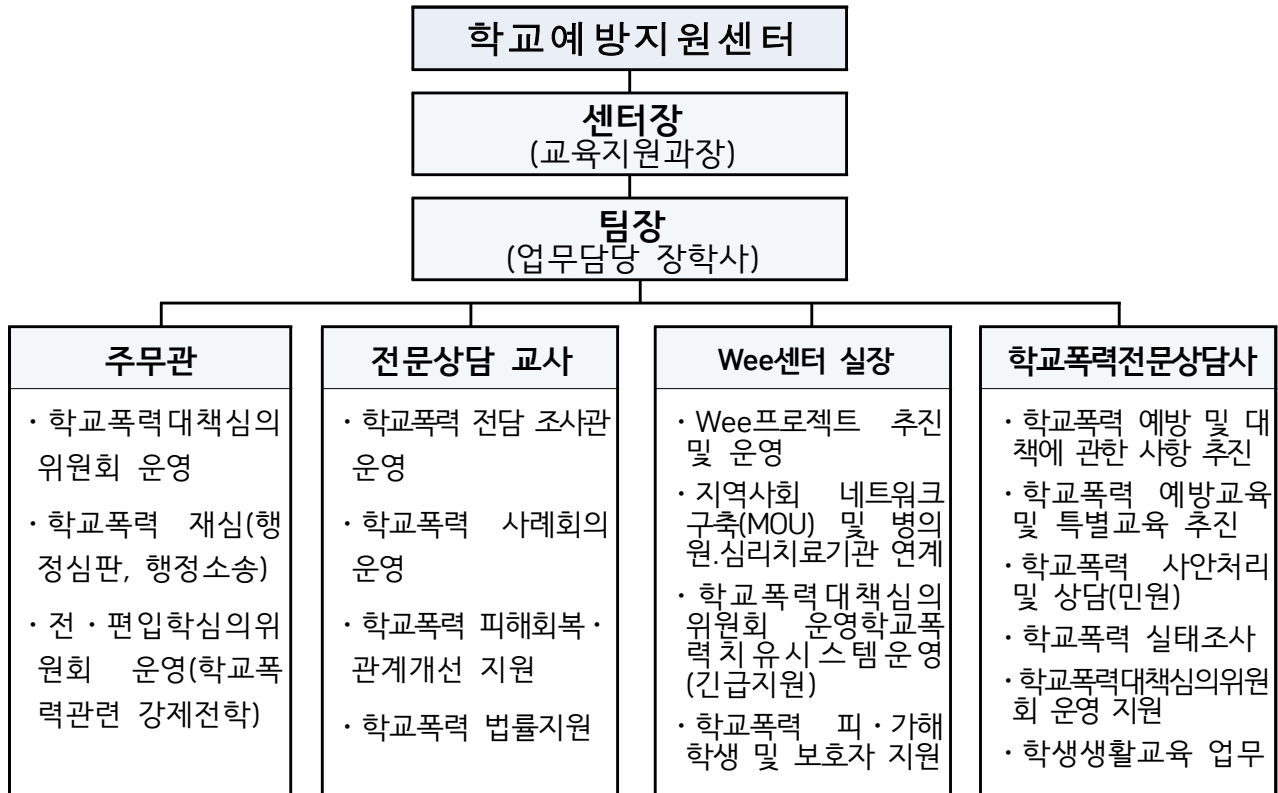 학교예방지원센터
센터장
(교육지원과장)
팀장
(업무담당 장학사)
주무관
· 학교폭력대책심의
위원회 운영
· 학교폭력 재심(행
정심판, 행정소송)
· 전 · 편입학심의위
원회 운영(학교폭
력관련 강제전학)
전문상담 교사
· 학교폭력 전담 조사관
운영
· 학교폭력 사례회의
운영
· 학교폭력 피해회복 ·
관계개선 지원
· 학교폭력 법률지원
Wee센터 실장
· Wee프로젝트 추진
및 운영
· 지역사회 네트워크
구축(MOU) 및 병의
원.심리치료기관 연계
· 학교폭력대책심의
위원회 운영학교폭
력치유시스템운영
(긴급지원)
· 학교폭력 피 · 가해
학생 및 보호자 지원
학교폭력전문상담사
· 학교폭력 예방 및 대
책에 관한 사항 추진
· 학교폭력 예방교육
및 특별교육 추진
· 학교폭력 사안처리
및 상담(민원)
· 학교폭력 실태조사
· 학교폭력대책심의위원
회 운영 지원
· 학생생활교육 업무